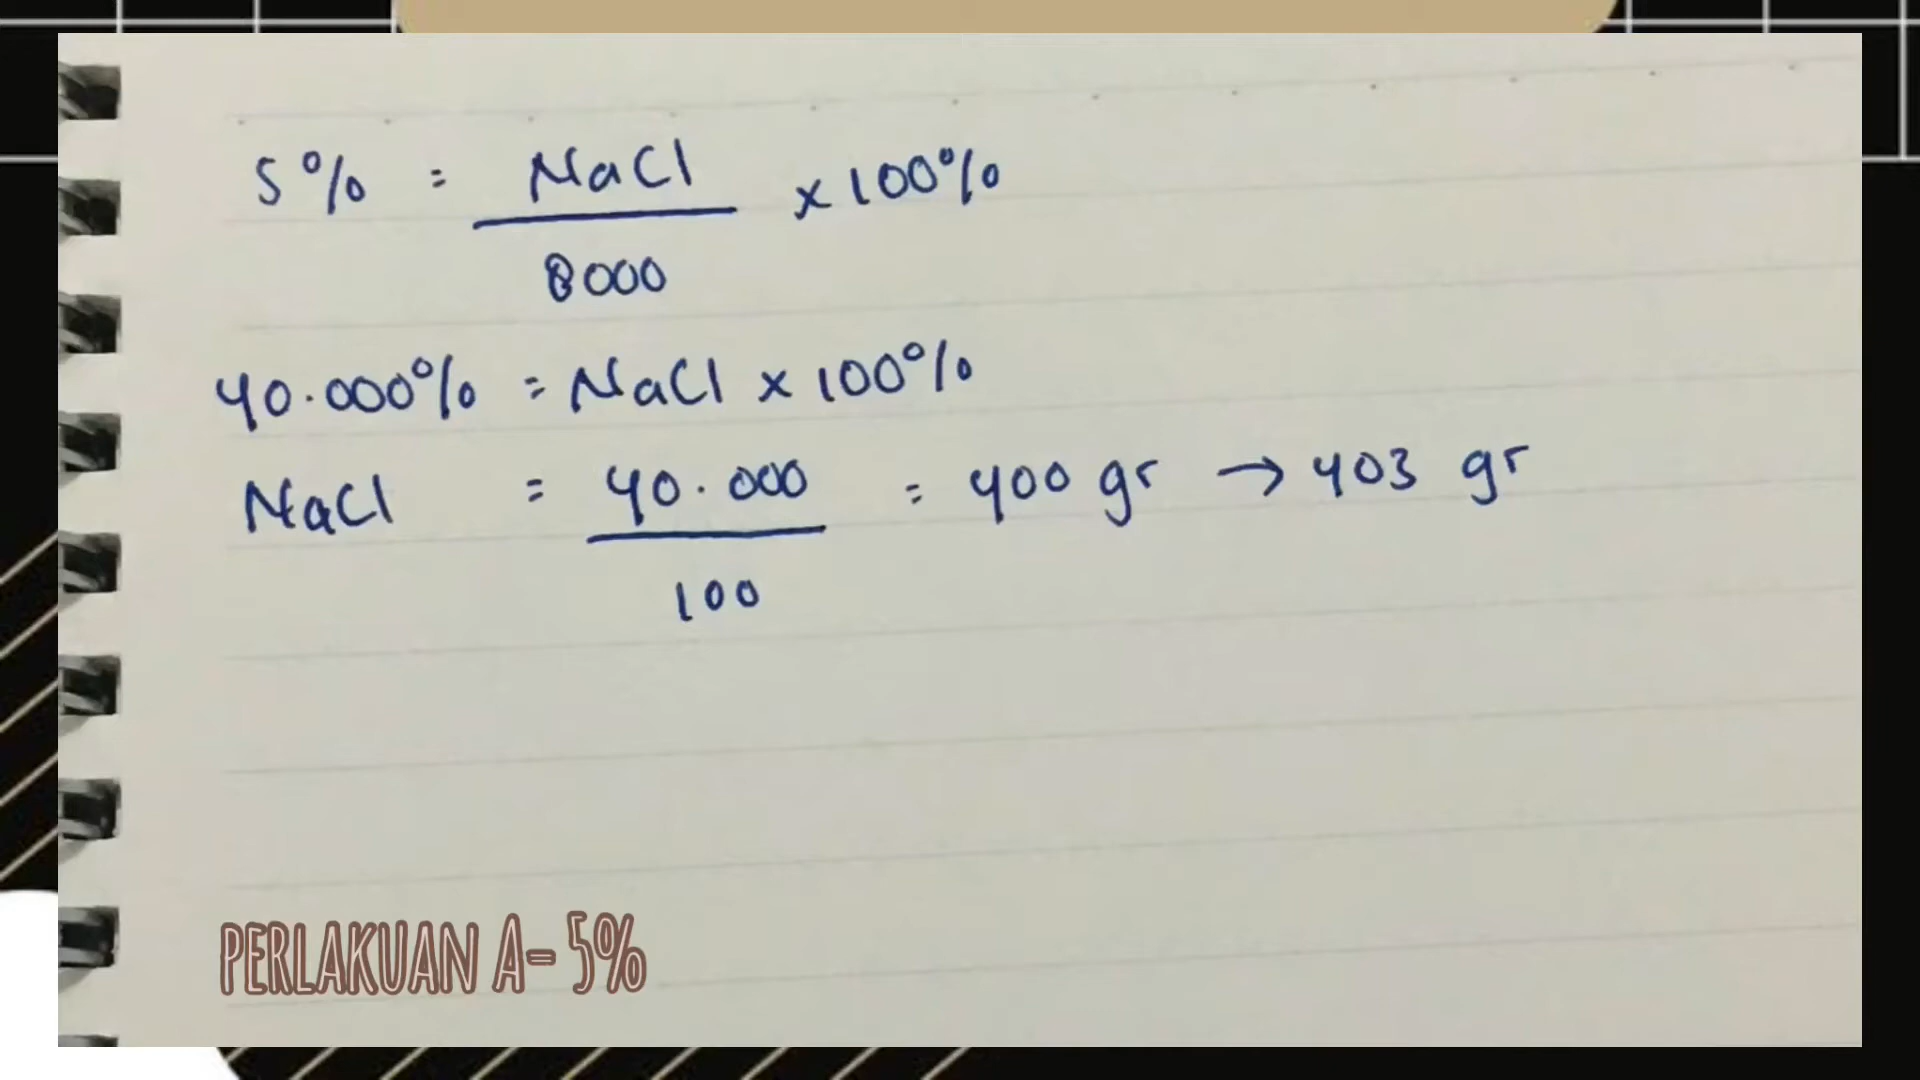 5% = NaCl x 100%
8000
40.000% = NaCl x 100%
NaCl = 40.000 = 400 gr → 403 gr
100
PERLAKUAN A= 5%